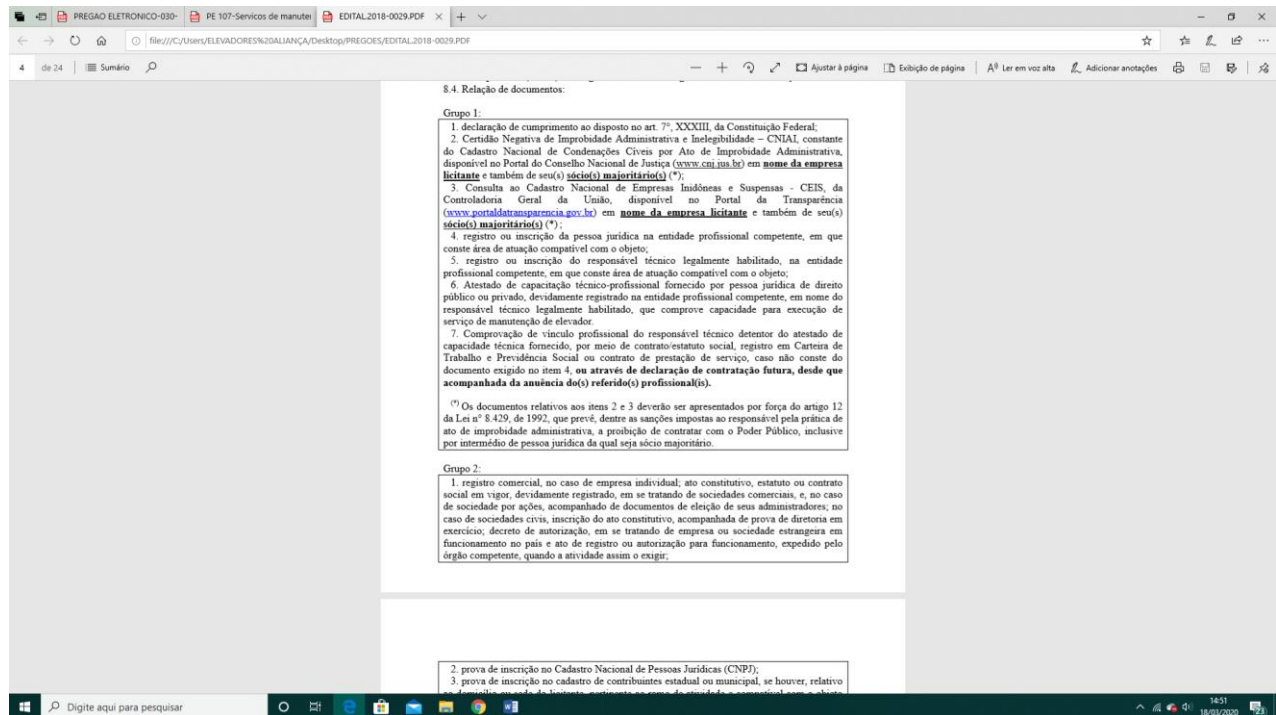 PREGAO ELETRONICO-030-
PE 107-Servicos de manuter
EDITAL.2018-0029.PDF
file:///C:/Users/ELEVADORES%20ALIANÇA/Desktop/PREGOES/EDITAL.2018-0029.PDF
4 de 24 Sumário Ajustar à página Exibição de página Ler em voz alta Adicionar anotações
8.4. Relação de documentos:
Grupo 1:
1. declaração de cumprimento ao disposto no art. 7º, XXXIII, da Constituição Federal;
2. Certidão Negativa de Improbidade Administrativa e Inelegibilidade – CNIAI, constante
do Cadastro Nacional de Condenações Cíveis por Ato de Improbidade Administrativa,
disponível no Portal do Conselho Nacional de Justiça (www.cnj.jus.br) em nome da empresa
licitante e também de seu(s) sócio(s) majoritário(s) (*);
3. Consulta ao Cadastro Nacional de Empresas Inidôneas e Suspensas - CEIS, da
Controladoria Geral da União, disponível no Portal da Transparência
(www.portaldatransparencia.gov.br) em nome da empresa licitante e também de seu(s)
sócio(s) majoritário(s) (*);
4. registro ou inscrição da pessoa jurídica na entidade profissional competente, em que
conste área de atuação compatível com o objeto;
5. registro ou inscrição do responsável técnico legalmente habilitado, na entidade
profissional competente, em que conste área de atuação compatível com o objeto;
6. Atestado de capacitação técnico-profissional fornecido por pessoa jurídica de direito
público ou privado, devidamente registrado na entidade profissional competente, em nome do
responsável técnico legalmente habilitado, que comprove capacidade para execução de
serviço de manutenção de elevador.
7. Comprovação de vínculo profissional do responsável técnico detentor do atestado de
capacidade técnica fornecido, por meio de contrato/estatuto social, registro em Carteira de
Trabalho e Previdência Social ou contrato de prestação de serviço, caso não conste do
documento exigido no item 4, ou através de declaração de contratação futura, desde que
acompanhada da anuência do(s) referido(s) profissional(is).
(*) Os documentos relativos aos itens 2 e 3 deverão ser apresentados por força do artigo 12
da Lei nº 8.429, de 1992, que prevê, dentre as sanções impostas ao responsável pela prática de
ato de improbidade administrativa, a proibição de contratar com o Poder Público, inclusive
por intermédio de pessoa jurídica da qual seja sócio majoritário.
Grupo 2:
1. registro comercial, no caso de empresa individual; ato constitutivo, estatuto ou contrato
social em vigor, devidamente registrado, em se tratando de sociedades comerciais, e, no caso
de sociedade por ações, acompanhado de documentos de eleição de seus administradores; no
caso de sociedades civis, inscrição do ato constitutivo, acompanhada de prova de diretoria em
exercício; decreto de autorização, em se tratando de empresa ou sociedade estrangeira em
funcionamento no país e ato de registro ou autorização para funcionamento, expedido pelo
órgão competente, quando a atividade assim o exigir;
2. prova de inscrição no Cadastro Nacional de Pessoas Jurídicas (CNPJ);
3. prova de inscrição no cadastro de contribuintes estadual ou municipal, se houver, relativo
Digite aqui para pesquisar
14:51
18/03/2020